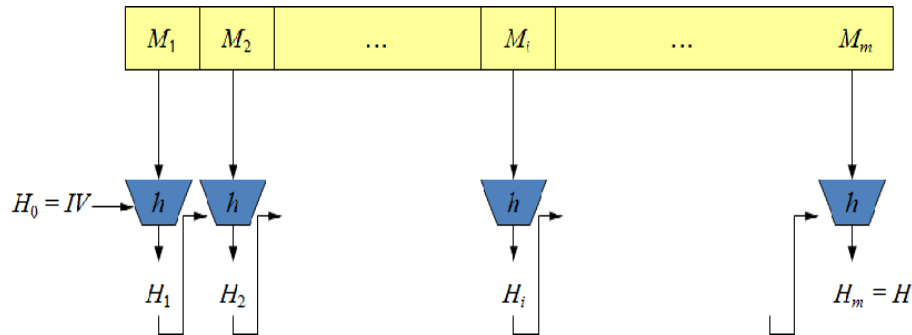 M₁ M₂ ... Mᵢ ... Mₘ
H₀ = IV h h h h
H₁ H₂ Hᵢ Hₘ = H